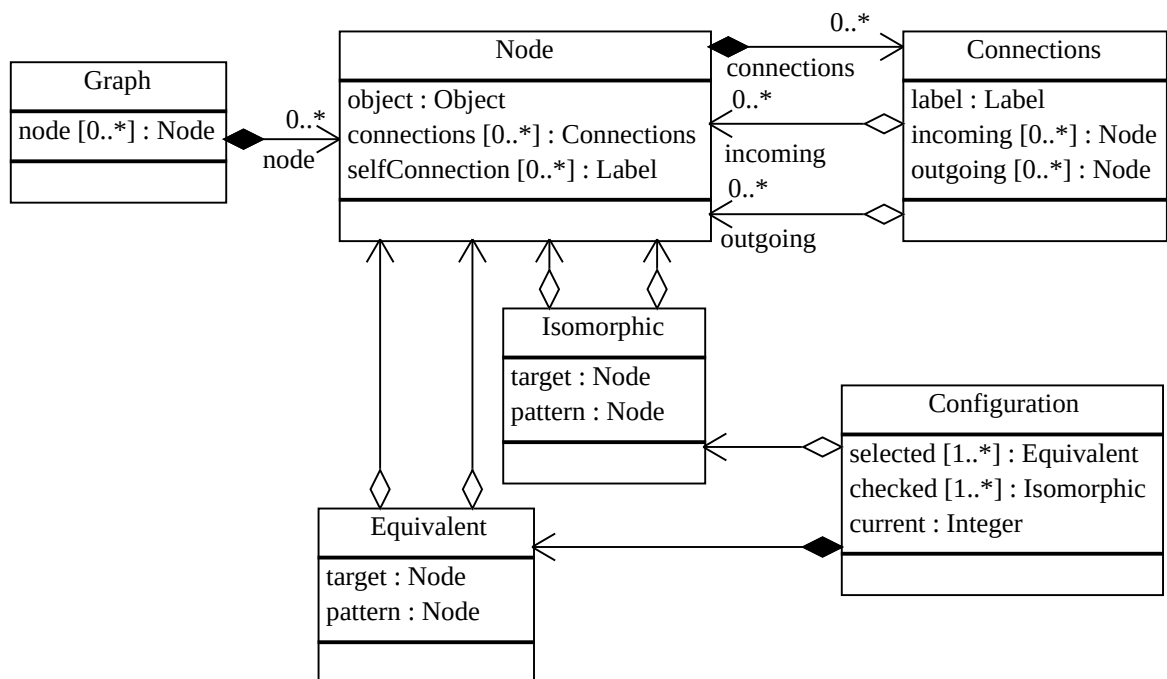 Graph
node [0..*] : Node
0..*
node
Node
object : Object
connections [0..*] : Connections
selfConnection [0..*] : Label
0..*
connections
0..*
incoming
0..*
outgoing
Connections
label : Label
incoming [0..*] : Node
outgoing [0..*] : Node
Isomorphic
target : Node
pattern : Node
Configuration
selected [1..*] : Equivalent
checked [1..*] : Isomorphic
current : Integer
Equivalent
target : Node
pattern : Node